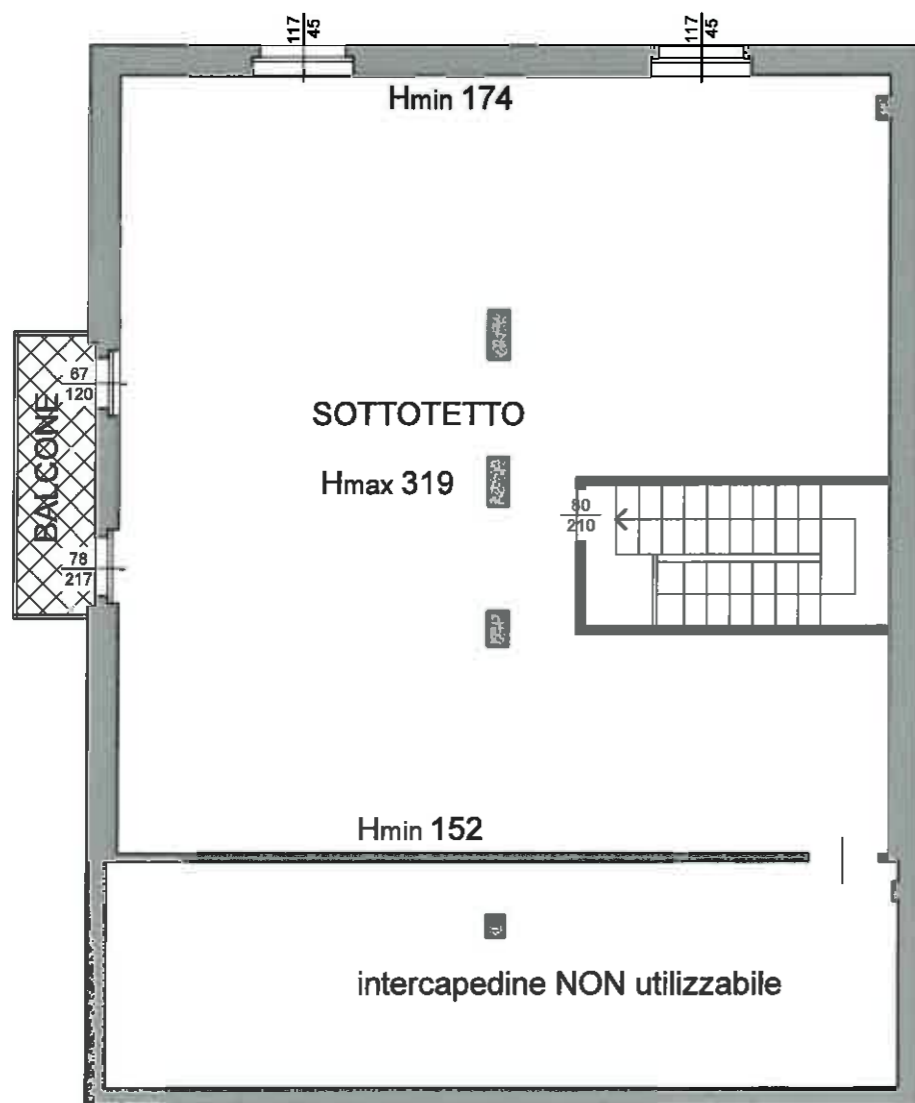 117
45
117
45
Hmin 174
67
120
BALCONE
SOTTOTETTO
Hmax 319
80
210
78
217
Hmin 152
intercapedine NON utilizzabile